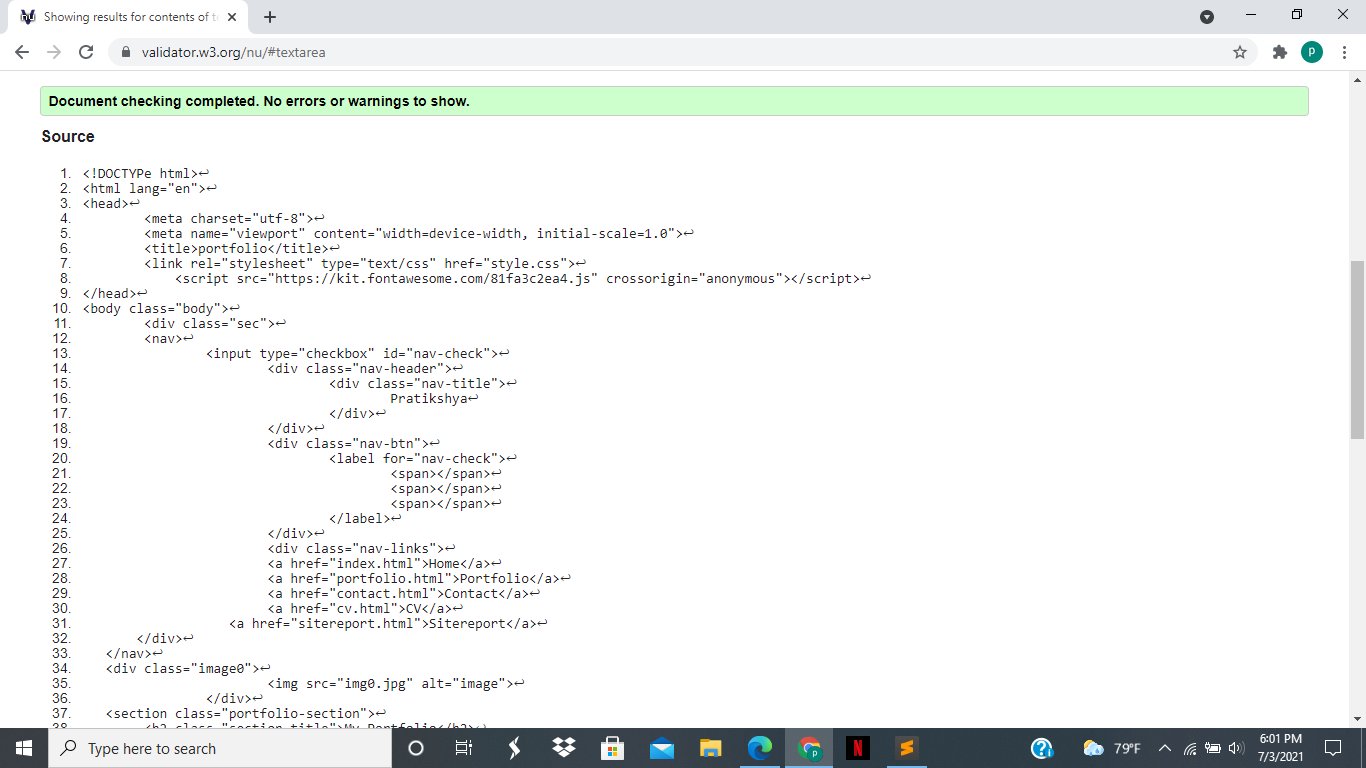 Showing results for contents of t
validator.w3.org/nu/#textarea
P
Document checking completed. No errors or warnings to show.
Source
1. <!DOCTYPe html>↩
2. <html lang="en">↩
3. <head>↩
4. <meta charset="utf-8">↩
5. <meta name="viewport" content="width=device-width, initial-scale=1.0">↩
6. <title>portfolio</title>↩
7. <link rel="stylesheet" type="text/css" href="style.css">↩
8. <script src="https://kit.fontawesome.com/81fa3c2ea4.js" crossorigin="anonymous"></script>↩
9. </head>↩
10. <body class="body">↩
11. <div class="sec">↩
12. <nav>↩
13. <input type="checkbox" id="nav-check">↩
14. <div class="nav-header">↩
15. <div class="nav-title">↩
16. Pratikshya↩
17. </div>↩
18. </div>↩
19. <div class="nav-btn">↩
20. <label for="nav-check">↩
21. <span></span>↩
22. <span></span>↩
23. <span></span>↩
24. </label>↩
25. </div>↩
26. <div class="nav-links">↩
27. <a href="index.html">Home</a>↩
28. <a href="portfolio.html">Portfolio</a>↩
29. <a href="contact.html">Contact</a>↩
30. <a href="cv.html">CV</a>↩
31. <a href="sitereport.html">Sitereport</a>↩
32. </div>↩
33. </nav>↩
34. <div class="image0">↩
35. <img src="img0.jpg" alt="image">↩
36. </div>↩
37. <section class="portfolio-section">↩
38. <h2 class="section-title">My Portfolio</h2>↩
Type here to search
N
79°F
6:01 PM
7/3/2021